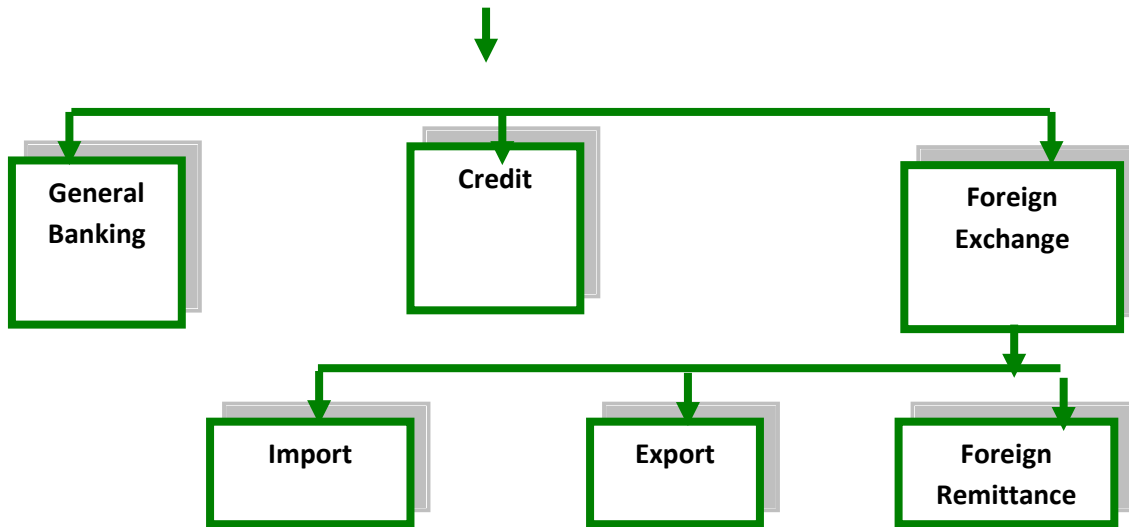 General
Banking
Credit
Foreign
Exchange
Import
Export
Foreign
Remittance